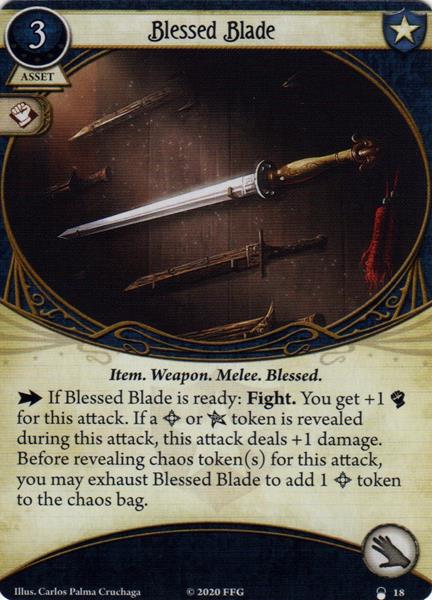 3
Blessed Blade
ASSET
Item. Weapon. Melee. Blessed.
If Blessed Blade is ready: Fight. You get +1
for this attack. If a or token is revealed
during this attack, this attack deals +1 damage.
Before revealing chaos token(s) for this attack,
you may exhaust Blessed Blade to add 1 token
to the chaos bag.
Illus. Carlos Palma Cruchaga © 2020 FFG 18